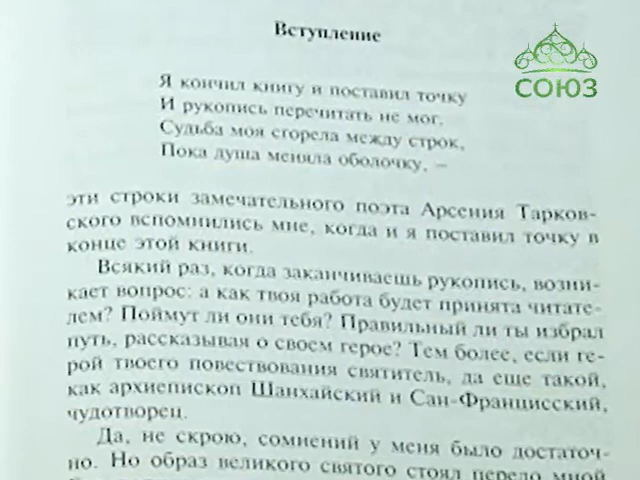 Вступление
СОЮЗ
Я кончил книгу и поставил точку
И рукопись перечитать не мог.
Судьба моя сгорела между строк,
Пока душа меняла оболочку, –
эти строки замечательного поэта Арсения Тарков-
ского вспомнились мне, когда и я поставил точку в
конце этой книги.
Всякий раз, когда заканчиваешь рукопись, возни-
кает вопрос: а как твоя работа будет принята читате-
лем? Поймут ли они тебя? Правильный ли ты избрал
путь, рассказывая о своем герое? Тем более, если ге-
рой твоего повествования святитель, да еще такой,
как архиепископ Шанхайский и Сан-Францисский,
чудотворец.
Да, не скрою, сомнений у меня было достаточ-
но. Но образ великого святого стоял передо мной